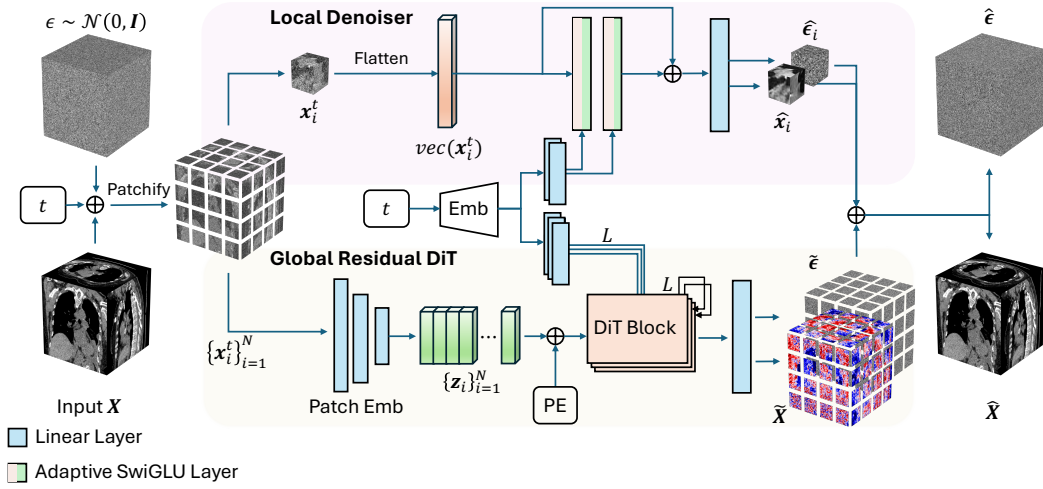 ϵ ~ 𝒩(0, I)
Local Denoiser
x_i^t
Flatten
vec(x_i^t)
ϵ̂_i
x̂_i
ϵ̂
t
Patchify
t
Emb
Global Residual DiT
L
L
DiT Block
ϵ̃
{x_i^t}_{i=1}^N
{z_i}_{i=1}^N
...
Patch Emb
PE
X̃
Input X
X̂
Linear Layer
Adaptive SwiGLU Layer